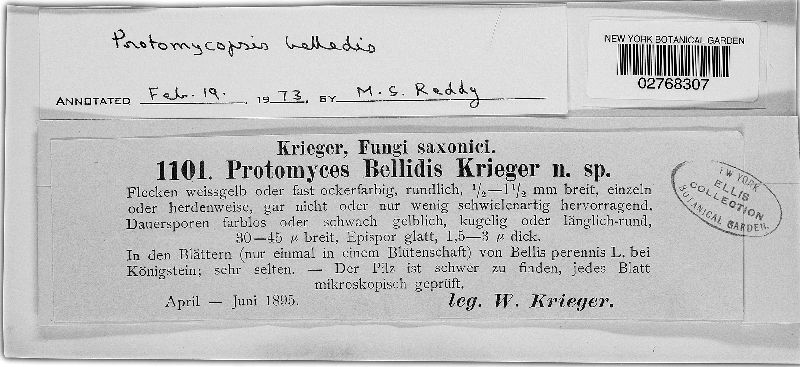 Protomycopsis belledis
ANNOTATED Feb. 19. 1973, BY M. S. Reddy
NEW YORK BOTANICAL GARDEN
02768307
Krieger, Fungi saxonici.
1101. Protomyces Bellidis Krieger n. sp.
Flecken weissgelb oder fast ockerfarbig, rundlich, 1/2—1 1/2 mm breit, einzeln
oder herdenweise, gar nicht oder nur wenig schwielenartig hervorragend.
Dauersporen farblos oder schwach gelblich, kugelig oder länglich-rund,
30—45 µ breit, Epispor glatt, 1,5—3 µ dick.
In den Blättern (nur einmal in einem Blütenschaft) von Bellis perennis L. bei
Königstein; sehr selten. — Der Pilz ist schwer zu finden, jedes Blatt
mikroskopisch geprüft.
April — Juni 1895. leg. W. Krieger.
EW YORK
ELLIS
COLLECTION
BOTANICAL GARDEN.